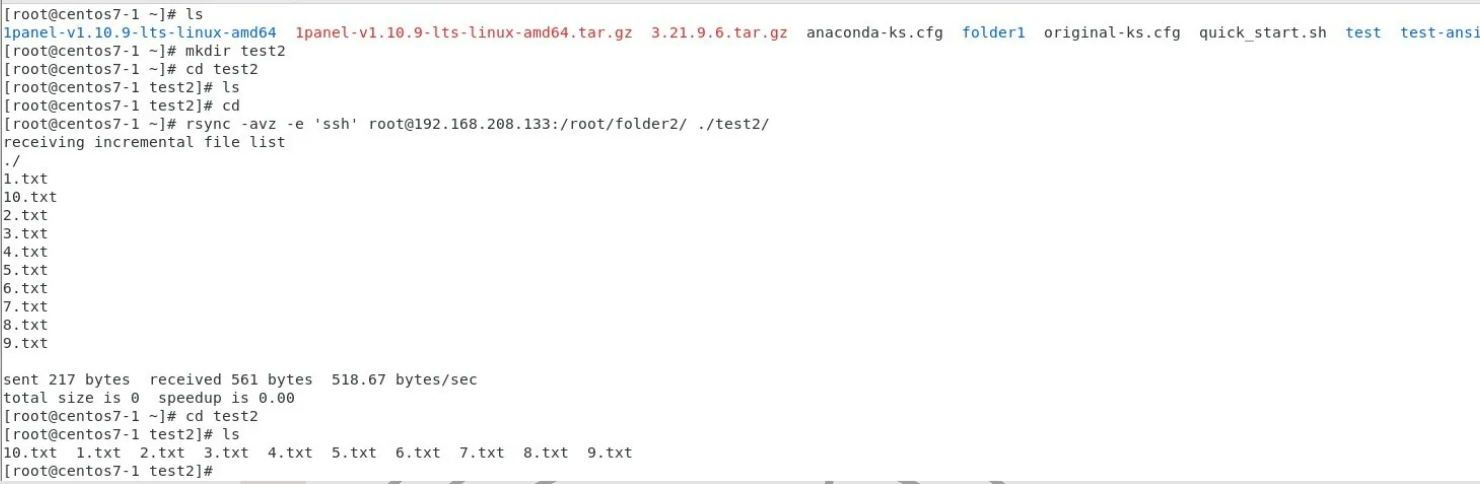 [root@centos7-1 ~]# ls
1panel-v1.10.9-lts-linux-amd64  1panel-v1.10.9-lts-linux-amd64.tar.gz  3.21.9.6.tar.gz  anaconda-ks.cfg  folder1  original-ks.cfg  quick_start.sh  test  test-ansi
[root@centos7-1 ~]# mkdir test2
[root@centos7-1 ~]# cd test2
[root@centos7-1 test2]# ls
[root@centos7-1 test2]# cd
[root@centos7-1 ~]# rsync -avz -e 'ssh' root@192.168.208.133:/root/folder2/ ./test2/
receiving incremental file list
./
1.txt
10.txt
2.txt
3.txt
4.txt
5.txt
6.txt
7.txt
8.txt
9.txt
sent 217 bytes  received 561 bytes  518.67 bytes/sec
total size is 0  speedup is 0.00
[root@centos7-1 ~]# cd test2
[root@centos7-1 test2]# ls
10.txt  1.txt  2.txt  3.txt  4.txt  5.txt  6.txt  7.txt  8.txt  9.txt
[root@centos7-1 test2]#